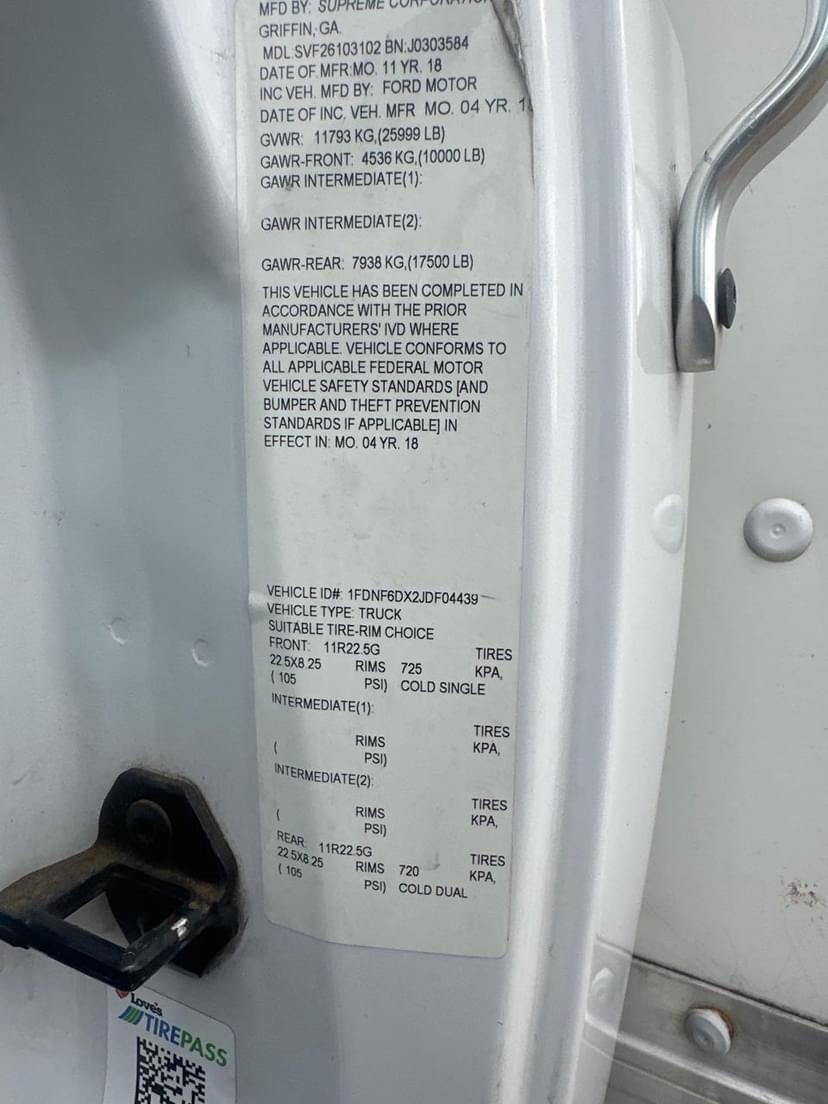 MFD BY: SUPREME
GRIFFIN, GA.
MDL.SVF26103102 BN:J0303584
DATE OF MFR:MO. 11 YR. 18
INC VEH. MFD BY: FORD MOTOR
DATE OF INC. VEH. MFR MO. 04 YR.
GVWR: 11793 KG,(25999 LB)
GAWR-FRONT: 4536 KG,(10000 LB)
GAWR INTERMEDIATE(1):
GAWR INTERMEDIATE(2):
GAWR-REAR: 7938 KG,(17500 LB)
THIS VEHICLE HAS BEEN COMPLETED IN
ACCORDANCE WITH THE PRIOR
MANUFACTURERS' IVD WHERE
APPLICABLE. VEHICLE CONFORMS TO
ALL APPLICABLE FEDERAL MOTOR
VEHICLE SAFETY STANDARDS [AND
BUMPER AND THEFT PREVENTION
STANDARDS IF APPLICABLE] IN
EFFECT IN: MO. 04 YR. 18
VEHICLE ID#: 1FDNF6DX2JDF04439
VEHICLE TYPE: TRUCK
SUITABLE TIRE-RIM CHOICE
FRONT: 11R22.5G TIRES
22.5X8.25 RIMS 725 KPA,
( 105 PSI) COLD SINGLE
INTERMEDIATE(1):
TIRES
RIMS KPA,
( PSI)
INTERMEDIATE(2):
TIRES
RIMS KPA,
( PSI)
REAR: 11R22.5G TIRES
22.5X8.25 RIMS 720 KPA,
( 105 PSI) COLD DUAL
Love's
TIREPASS